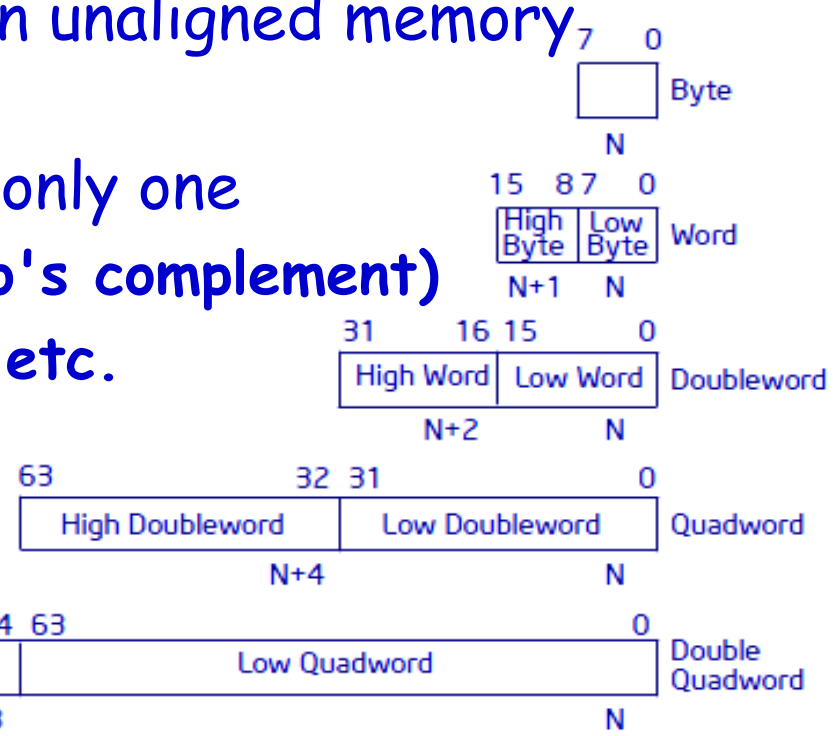 n unaligned memory
7 0
Byte
N
only one
15 8 7 0
High Byte Low Byte Word
N+1 N
o's complement)
31 16 15 0
etc.
High Word Low Word Doubleword
N+2 N
63 32 31 0
High Doubleword Low Doubleword Quadword
N+4 N
4 63 0
Low Quadword Double Quadword
N